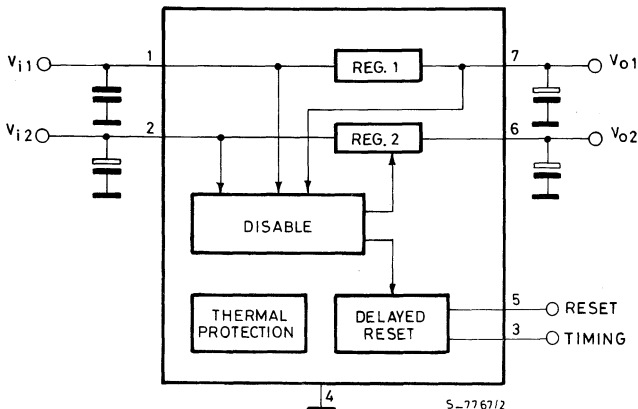 Vi1
1
REG. 1
7
Vo1
Vi2
2
REG. 2
6
Vo2
DISABLE
THERMAL
PROTECTION
DELAYED
RESET
5
RESET
3
TIMING
4
S-7767/2